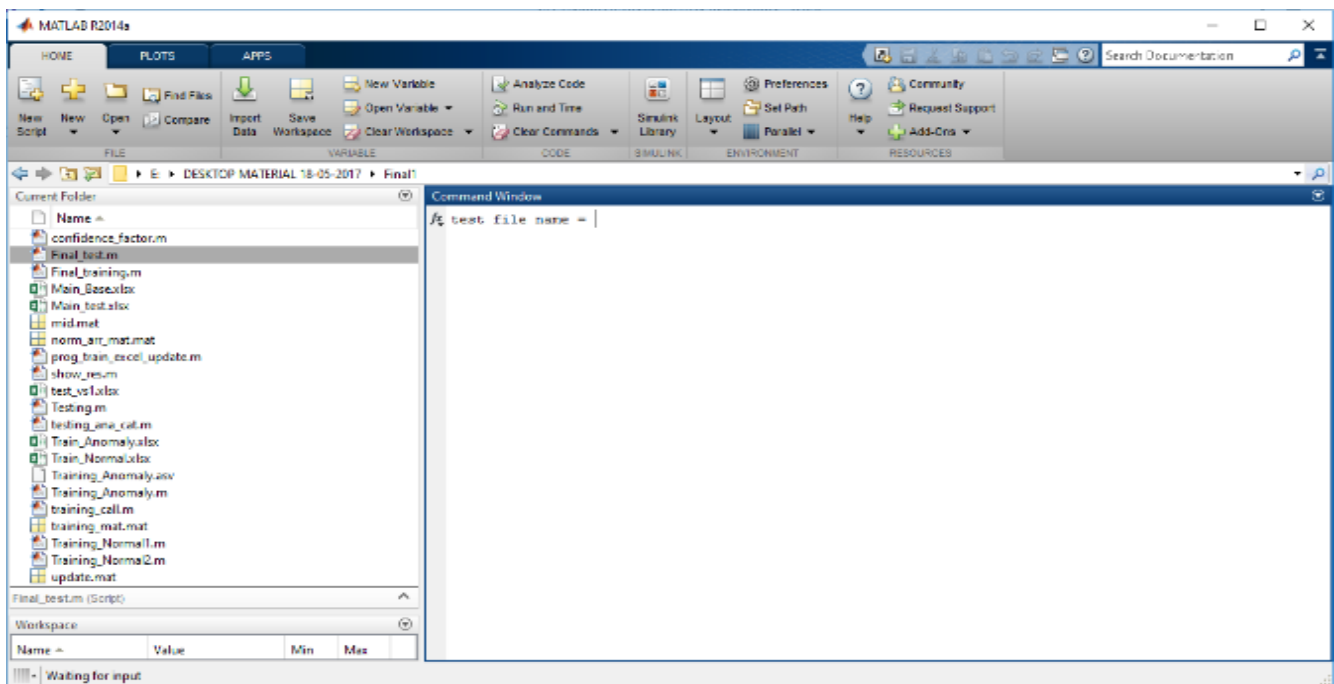 MATLAB R2014a
HOME PLOTS APPS
Search Documentation
New Script
New
Open
Find Files
Compare
Import Data
Save Workspace
New Variable
Open Variable
Clear Workspace
Analyze Code
Run and Time
Clear Commands
Simulink Library
Layout
Preferences
Set Path
Parallel
Help
Community
Request Support
Add-Ons
FILE VARIABLE CODE SIMULINK ENVIRONMENT RESOURCES
E: DESKTOP MATERIAL 18-05-2017 Final1
Current Folder
Name
confidence_factor.m
Final_test.m
Final_training.m
Main_Base.xlsx
Main_test.xlsx
mid.mat
norm_arr_mat.mat
prog_train_excel_update.m
show_res.m
test_vs1.xlsx
Testing.m
testing_ana_cat.m
Train_Anomaly.xlsx
Train_Normal.xlsx
Training_Anomaly.asv
Training_Anomaly.m
training_call.m
training_mat.mat
Training_Normal1.m
Training_Normal2.m
update.mat
Final_test.m (Script)
Workspace
Name Value Min Max
Waiting for input
Command Window
fx test file name =